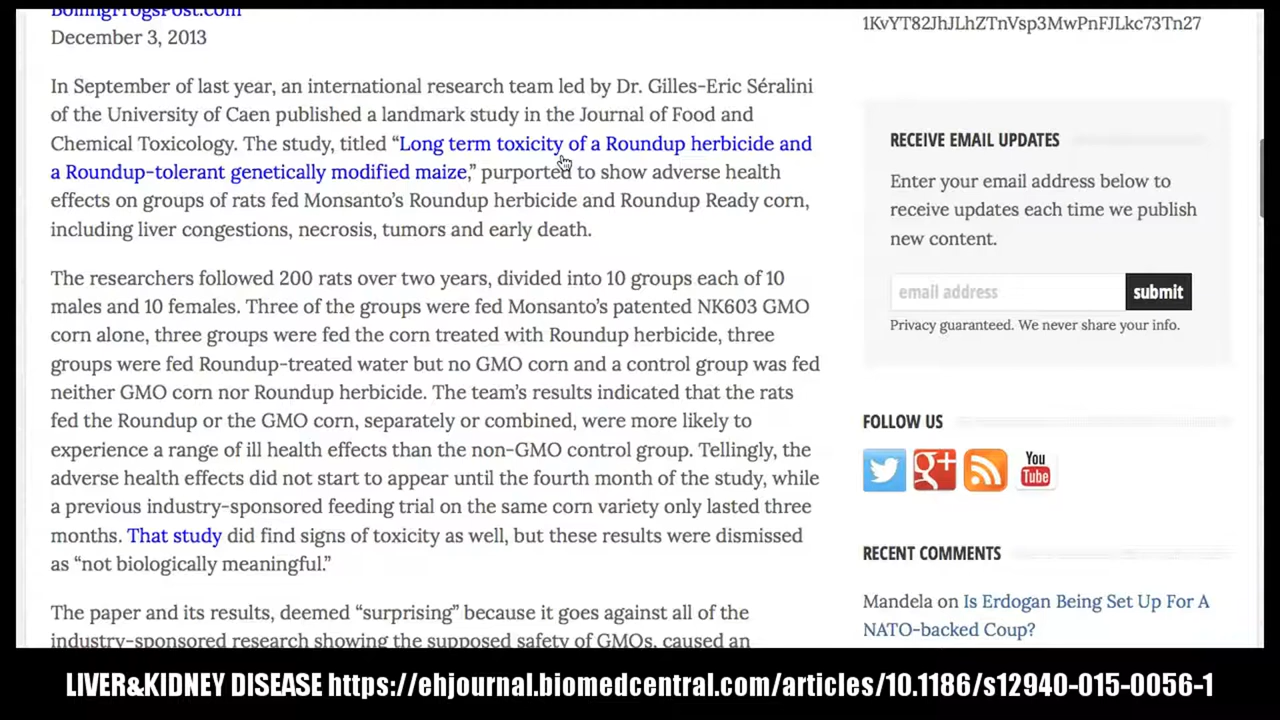 BoilingFrogsPost.com
December 3, 2013
In September of last year, an international research team led by Dr. Gilles-Eric Séralini
of the University of Caen published a landmark study in the Journal of Food and
Chemical Toxicology. The study, titled “Long term toxicity of a Roundup herbicide and
a Roundup-tolerant genetically modified maize,” purported to show adverse health
effects on groups of rats fed Monsanto’s Roundup herbicide and Roundup Ready corn,
including liver congestions, necrosis, tumors and early death.
The researchers followed 200 rats over two years, divided into 10 groups each of 10
males and 10 females. Three of the groups were fed Monsanto’s patented NK603 GMO
corn alone, three groups were fed the corn treated with Roundup herbicide, three
groups were fed Roundup-treated water but no GMO corn and a control group was fed
neither GMO corn nor Roundup herbicide. The team’s results indicated that the rats
fed the Roundup or the GMO corn, separately or combined, were more likely to
experience a range of ill health effects than the non-GMO control group. Tellingly, the
adverse health effects did not start to appear until the fourth month of the study, while
a previous industry-sponsored feeding trial on the same corn variety only lasted three
months. That study did find signs of toxicity as well, but these results were dismissed
as “not biologically meaningful.”
The paper and its results, deemed “surprising” because it goes against all of the
industry-sponsored research showing the supposed safety of GMOs, caused an
1KvYT82JhJLhZTnVsp3MwPnFJLkc73Tn27
RECEIVE EMAIL UPDATES
Enter your email address below to
receive updates each time we publish
new content.
email address
submit
Privacy guaranteed. We never share your info.
FOLLOW US
g+
You
Tube
RECENT COMMENTS
Mandela on Is Erdogan Being Set Up For A
NATO-backed Coup?
LIVER&KIDNEY DISEASE https://ehjournal.biomedcentral.com/articles/10.1186/s12940-015-0056-1